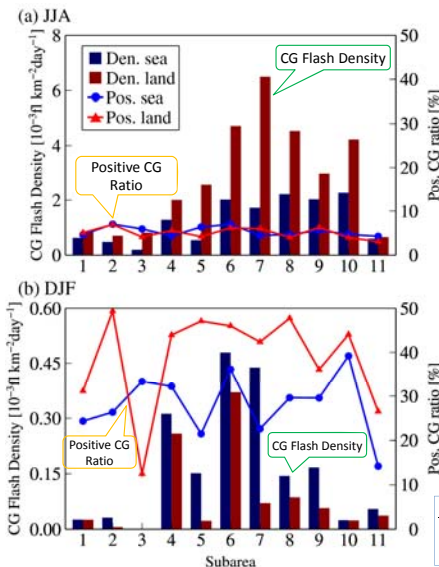 (a) JJA
CG Flash Density [10⁻³fl km⁻²day⁻¹]
8
6
4
2
0
Den. sea
Den. land
Pos. sea
Pos. land
CG Flash Density
Positive CG
Ratio
50
40
30
20
10
0
Pos. CG ratio [%]
1 2 3 4 5 6 7 8 9 10 11
(b) DJF
CG Flash Density [10⁻³fl km⁻²day⁻¹]
0.60
0.45
0.30
0.15
0.00
Positive CG
Ratio
CG Flash Density
50
40
30
20
10
0
Pos. CG ratio [%]
1 2 3 4 5 6 7 8 9 10 11
Subarea